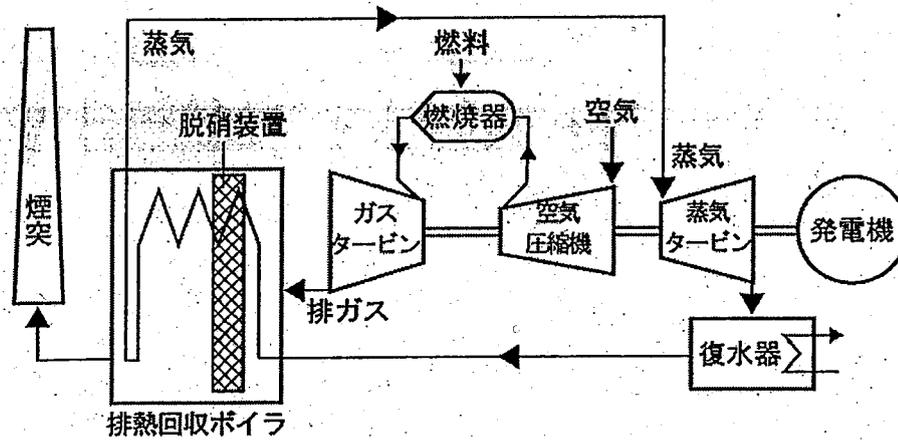 蒸気
燃料
燃焼器
空気
脱硝装置
蒸気
煙突
ガス
タービン
空気
圧縮機
蒸気
タービン
発電機
排ガス
復水器
排熱回収ボイラ